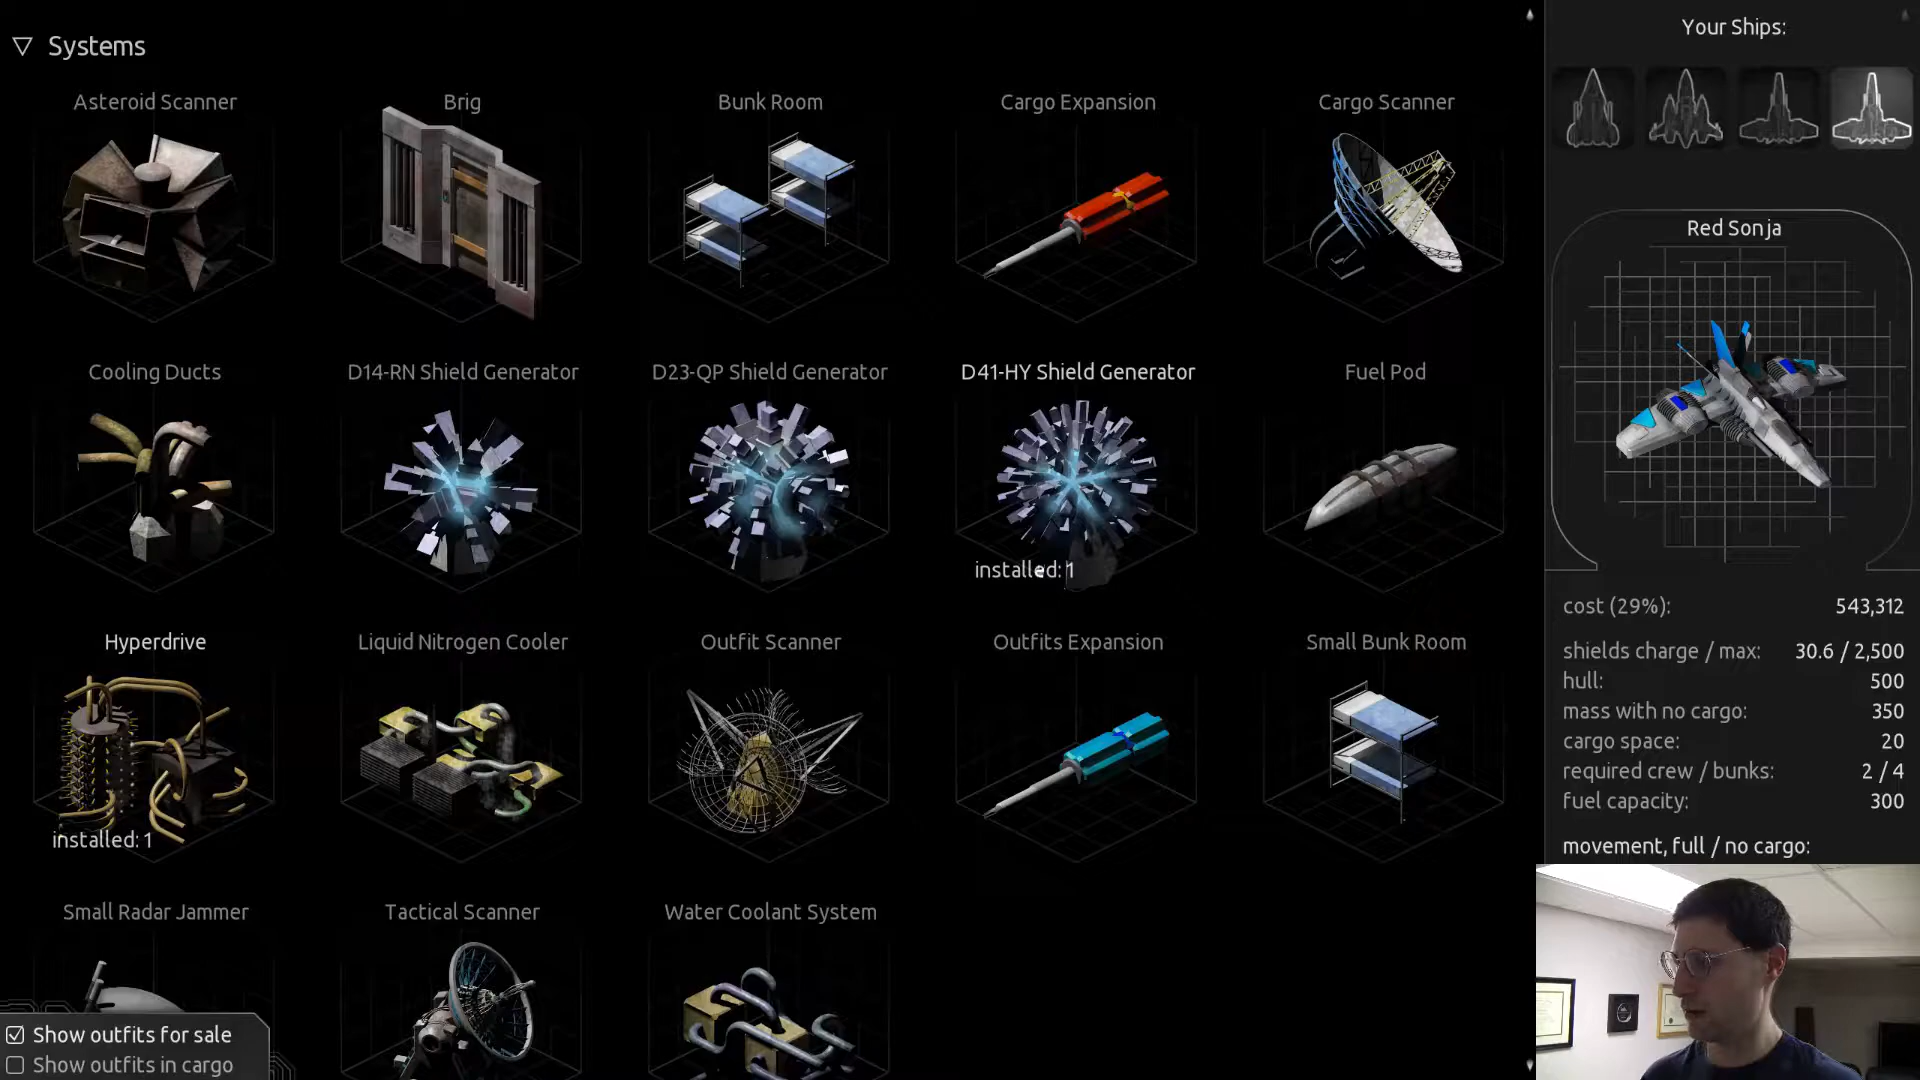 Systems
Asteroid Scanner
Brig
Bunk Room
Cargo Expansion
Cargo Scanner
Cooling Ducts
D14-RN Shield Generator
D23-QP Shield Generator
D41-HY Shield Generator
installed: 1
Fuel Pod
Hyperdrive
installed: 1
Liquid Nitrogen Cooler
Outfit Scanner
Outfits Expansion
Small Bunk Room
Small Radar Jammer
Tactical Scanner
Water Coolant System
Show outfits for sale
Show outfits in cargo
Your Ships:
Red Sonja
cost (29%): 543,312
shields charge / max: 30.6 / 2,500
hull: 500
mass with no cargo: 350
cargo space: 20
required crew / bunks: 2 / 4
fuel capacity: 300
movement, full / no cargo: